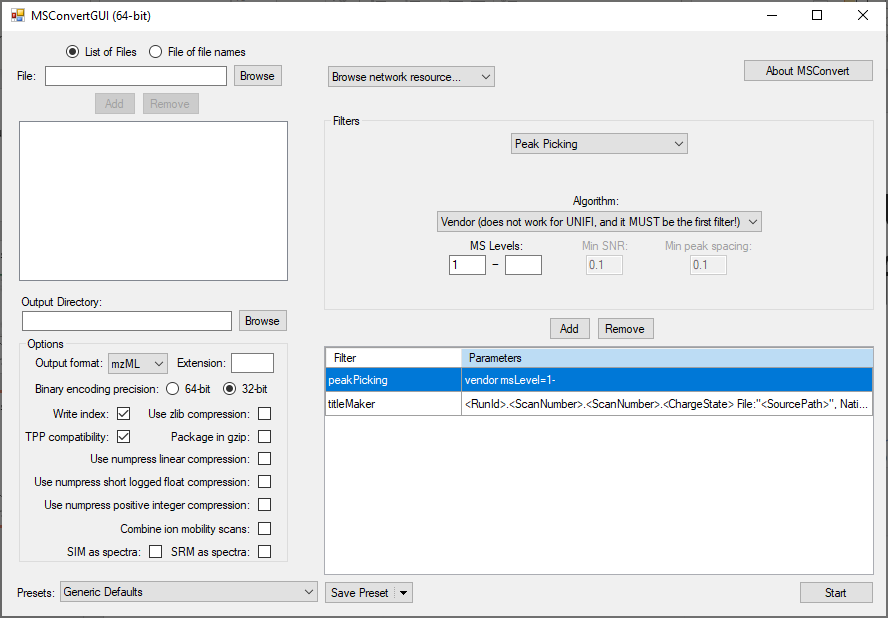 MSConvertGUI (64-bit)
List of Files File of file names
File: Browse
Add Remove
Browse network resource...
About MSConvert
Filters
Peak Picking
Algorithm:
Vendor (does not work for UNIFI, and it MUST be the first filter!)
MS Levels: Min SNR: Min peak spacing:
1 – 0.1 0.1
Add Remove
Output Directory:
Browse
Options
Output format: mzML Extension:
Binary encoding precision: 64-bit 32-bit
Write index: Use zlib compression:
TPP compatibility: Package in gzip:
Use numpress linear compression:
Use numpress short logged float compression:
Use numpress positive integer compression:
Combine ion mobility scans:
SIM as spectra: SRM as spectra:
Filter Parameters
peakPicking vendor msLevel=1-
titleMaker <RunId>.<ScanNumber>.<ScanNumber>.<ChargeState> File:"<SourcePath>", Nati...
Presets: Generic Defaults Save Preset Start